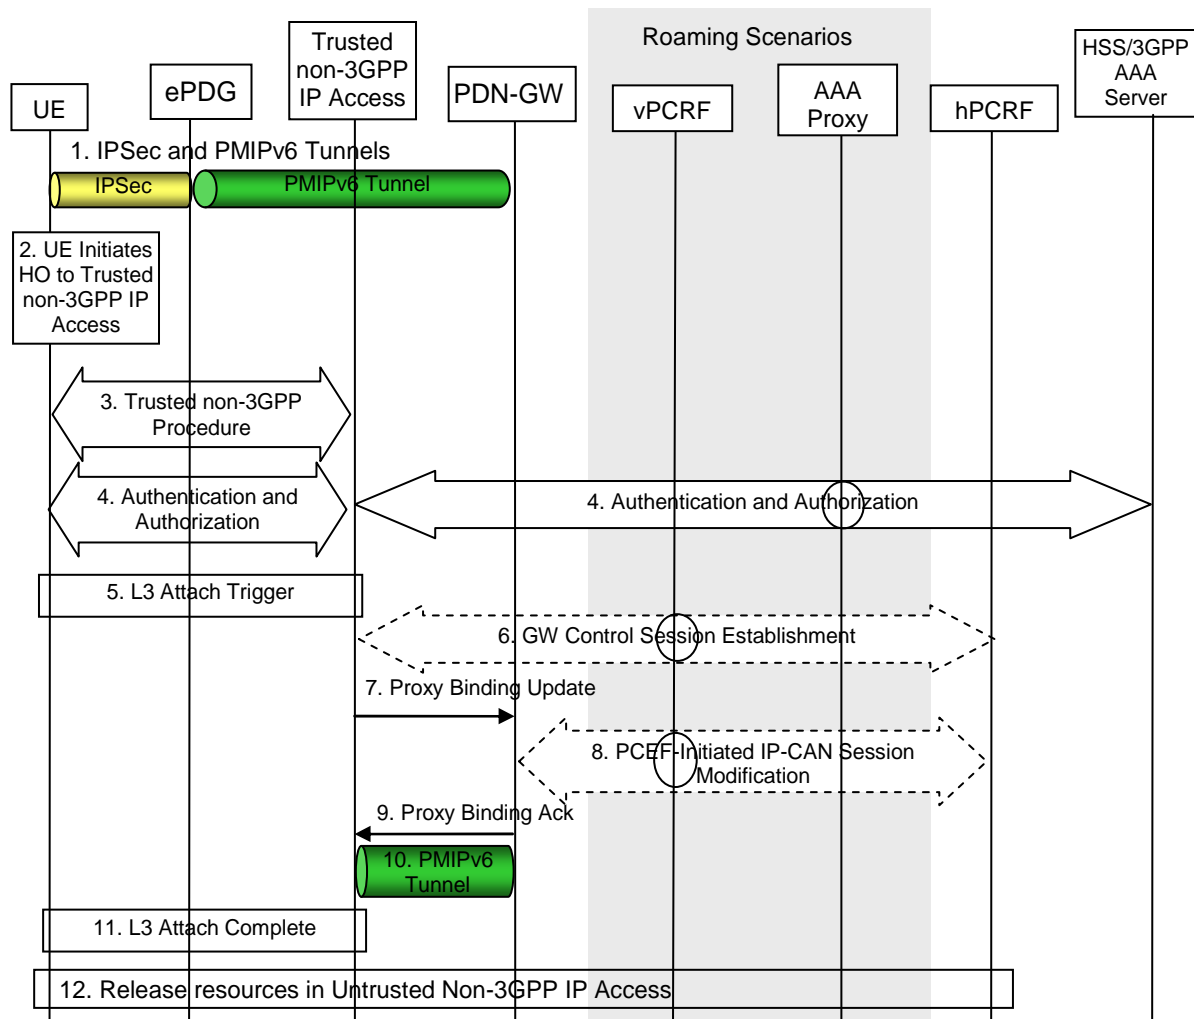 Roaming Scenarios
UE
ePDG
Trusted
non-3GPP
IP Access
PDN-GW
vPCRF
AAA
Proxy
hPCRF
HSS/3GPP
AAA
Server
1. IPSec and PMIPv6 Tunnels
IPSec
PMIPv6 Tunnel
2. UE Initiates
HO to Trusted
non-3GPP IP
Access
3. Trusted non-3GPP
Procedure
4. Authentication and
Authorization
4. Authentication and Authorization
5. L3 Attach Trigger
6. GW Control Session Establishment
7. Proxy Binding Update
8. PCEF-Initiated IP-CAN Session
Modification
9. Proxy Binding Ack
10. PMIPv6
Tunnel
11. L3 Attach Complete
12. Release resources in Untrusted Non-3GPP IP Access